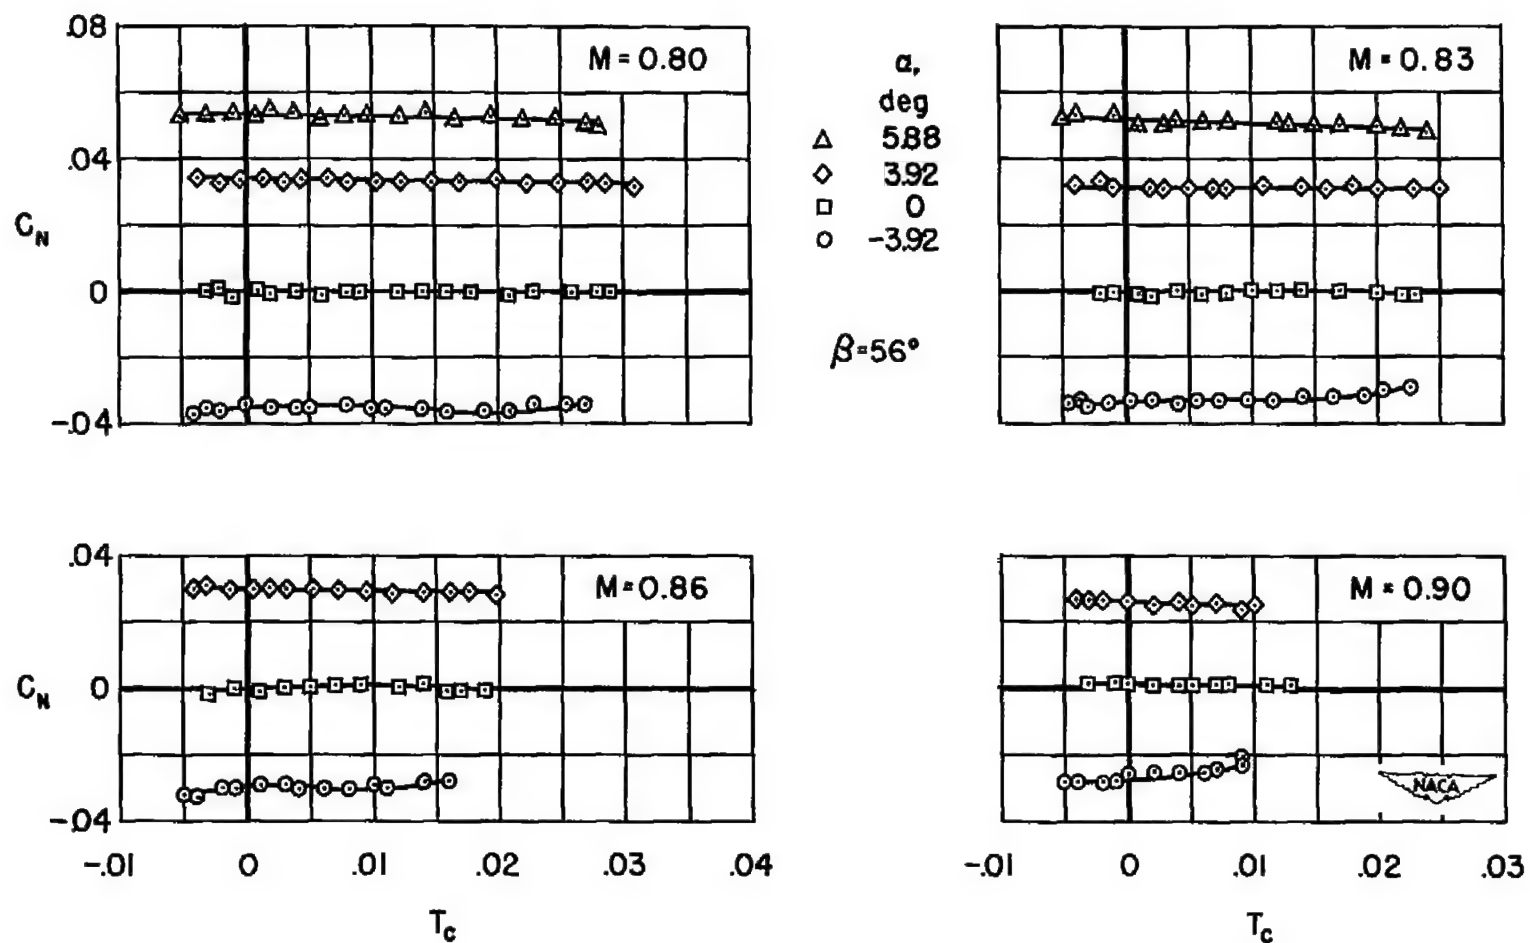 .08
.04
0
-.04
C_N
M = 0.80
α,
deg
5.88
3.92
0
-3.92
β=56°
M = 0.83
.04
0
-.04
C_N
M = 0.86
M = 0.90
NACA
-.01 0 .01 .02 .03 .04
T_c
-.01 0 .01 .02 .03
T_c